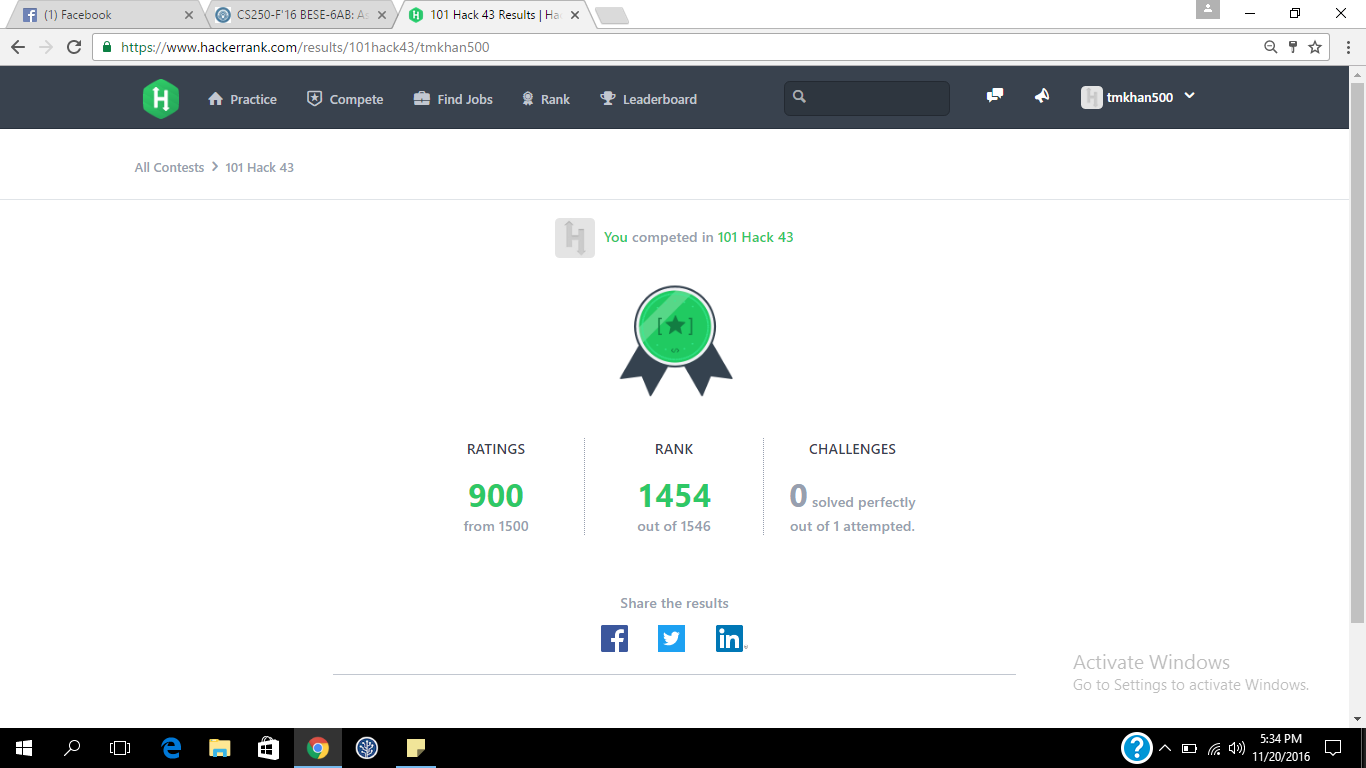 (1) Facebook
CS250-F'16 BESE-6AB: As
101 Hack 43 Results | Ha
https://www.hackerrank.com/results/101hack43/tmkhan500
H Practice Compete Find Jobs Rank Leaderboard tmkhan500
All Contests > 101 Hack 43
You competed in 101 Hack 43
RATINGS
900
from 1500
RANK
1454
out of 1546
CHALLENGES
0 solved perfectly
out of 1 attempted.
Share the results
Activate Windows
Go to Settings to activate Windows.
5:34 PM
11/20/2016